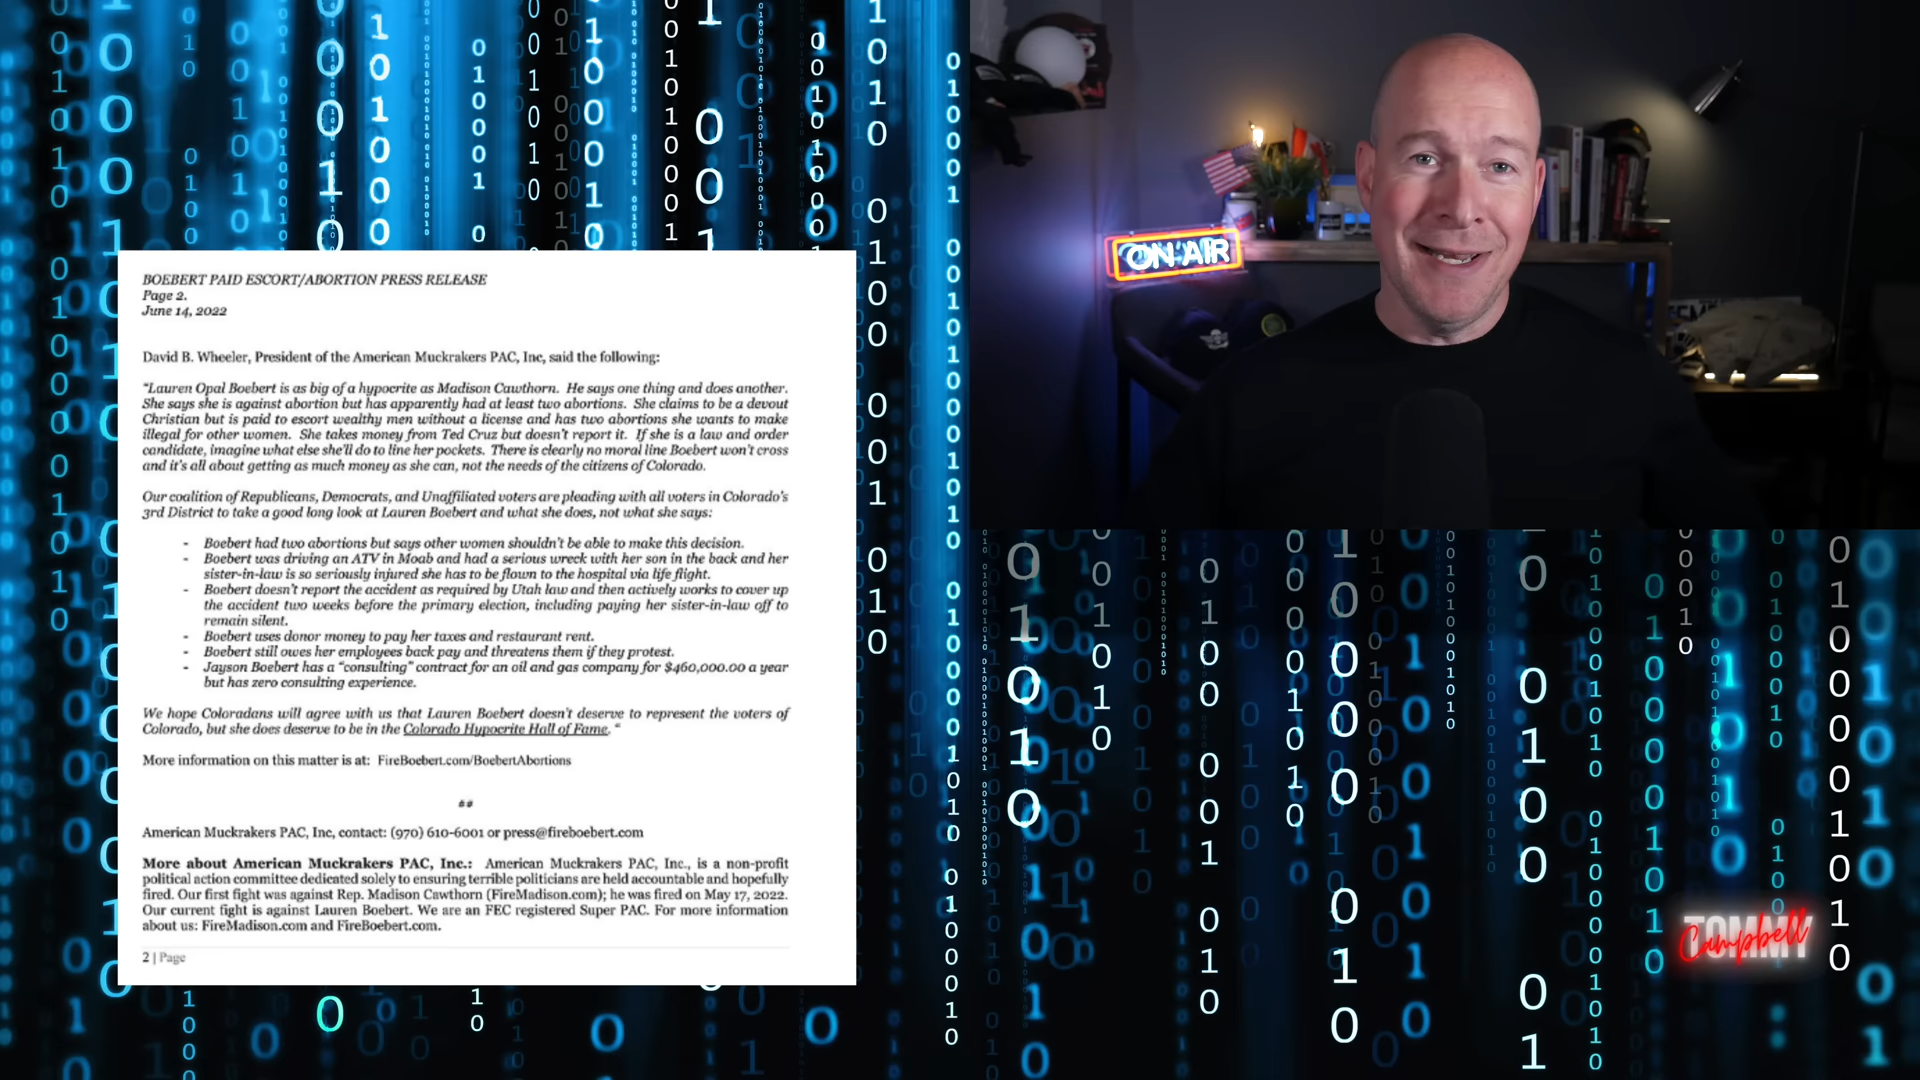 BOEBERT PAID ESCORT/ABORTION PRESS RELEASE
Page 2.
June 14, 2022
David B. Wheeler, President of the American Muckrakers PAC, Inc, said the following:
"Lauren Opal Boebert is as big of a hypocrite as Madison Cawthorn. He says one thing and does another.
She says she is against abortion but has apparently had at least two abortions. She claims to be a devout
Christian but is paid to escort wealthy men without a license and has two abortions she wants to make
illegal for other women. She takes money from Ted Cruz but doesn't report it. If she is a law and order
candidate, imagine what else she'll do to line her pockets. There is clearly no moral line Boebert won't cross
and it's all about getting as much money as she can, not the needs of the citizens of Colorado.
Our coalition of Republicans, Democrats, and Unaffiliated voters are pleading with all voters in Colorado's
3rd District to take a good long look at Lauren Boebert and what she does, not what she says:
- Boebert had two abortions but says other women shouldn't be able to make this decision.
- Boebert was driving an ATV in Moab and had a serious wreck with her son in the back and her
sister-in-law is so seriously injured she has to be flown to the hospital via life flight.
- Boebert doesn't report the accident as required by Utah law and then actively works to cover up
the accident two weeks before the primary election, including paying her sister-in-law off to
remain silent.
- Boebert uses donor money to pay her taxes and restaurant rent.
- Boebert still owes her employees back pay and threatens them if they protest.
- Jayson Boebert has a "consulting" contract for an oil and gas company for $460,000.00 a year
but has zero consulting experience.
We hope Coloradans will agree with us that Lauren Boebert doesn't deserve to represent the voters of
Colorado, but she does deserve to be in the Colorado Hypocrite Hall of Fame. "
More information on this matter is at: FireBoebert.com/BoebertAbortions
##
American Muckrakers PAC, Inc, contact: (970) 610-6001 or press@fireboebert.com
More about American Muckrakers PAC, Inc.: American Muckrakers PAC, Inc., is a non-profit
political action committee dedicated solely to ensuring terrible politicians are held accountable and hopefully
fired. Our first fight was against Rep. Madison Cawthorn (FireMadison.com); he was fired on May 17, 2022.
Our current fight is against Lauren Boebert. We are an FEC registered Super PAC. For more information
about us: FireMadison.com and FireBoebert.com.
2 | Page
ON AIR
TOMMY
Campbell